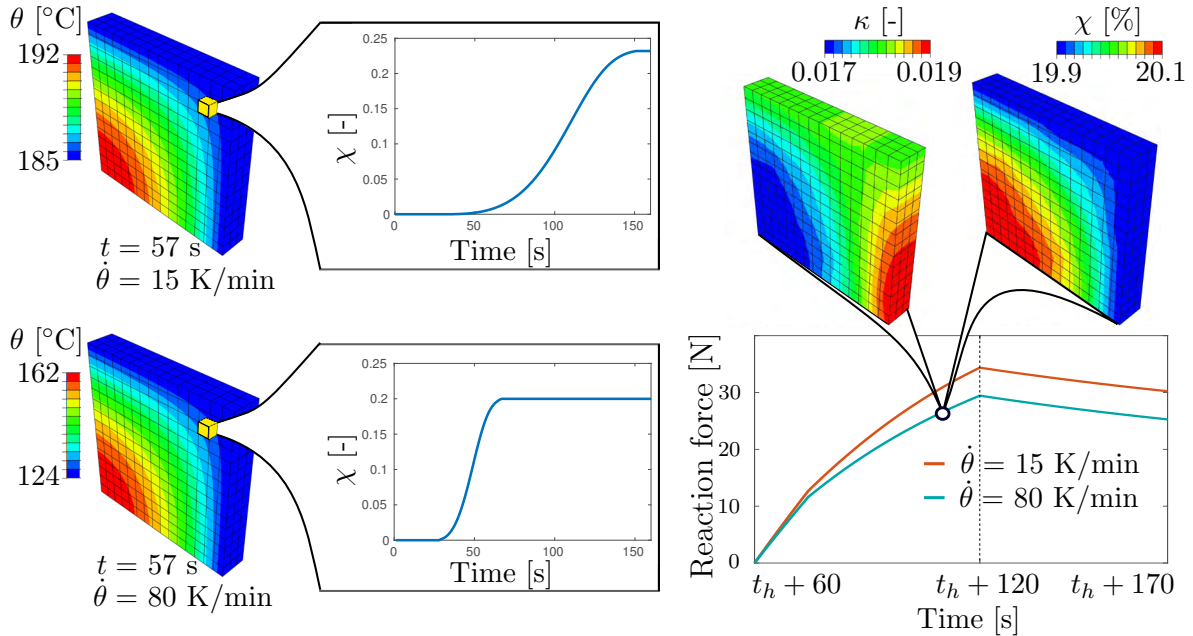 θ [°C]
192
185
t = 57 s
θ̇ = 15 K/min
χ [-]
0.25
0.2
0.15
0.1
0.05
0
0 50 100 150
Time [s]
θ [°C]
162
124
t = 57 s
θ̇ = 80 K/min
χ [-]
0.25
0.2
0.15
0.1
0.05
0
0 50 100 150
Time [s]
κ [-]
0.017 0.019
χ [%]
19.9 20.1
Reaction force [N]
30
20
10
0
θ̇ = 15 K/min
θ̇ = 80 K/min
t_h + 60 t_h + 120 t_h + 170
Time [s]